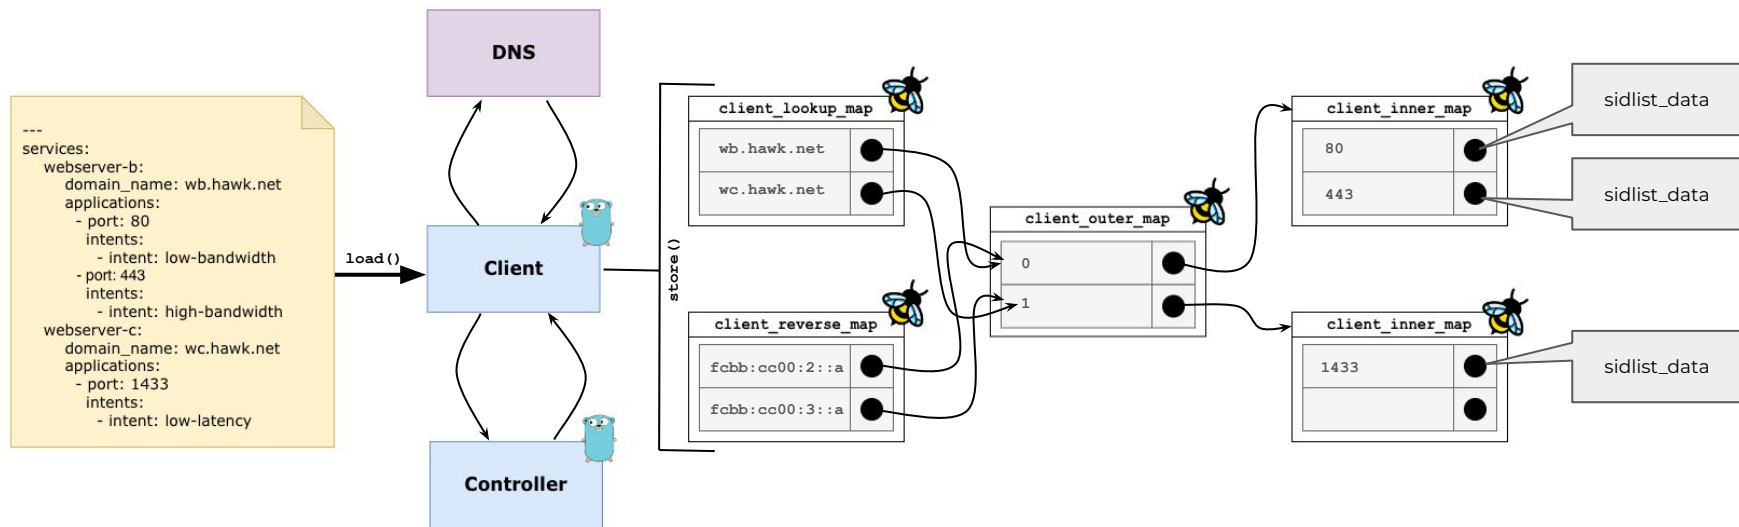 ---
services:
webserver-b:
domain_name: wb.hawk.net
applications:
- port: 80
intents:
- intent: low-bandwidth
- port: 443
intents:
- intent: high-bandwidth
webserver-c:
domain_name: wc.hawk.net
applications:
- port: 1433
intents:
- intent: low-latency
load()
DNS
Client
Controller
store()
client_lookup_map
wb.hawk.net
wc.hawk.net
client_reverse_map
fcbb:cc00:2::a
fcbb:cc00:3::a
client_outer_map
0
1
client_inner_map
80
443
client_inner_map
1433
sidlist_data
sidlist_data
sidlist_data